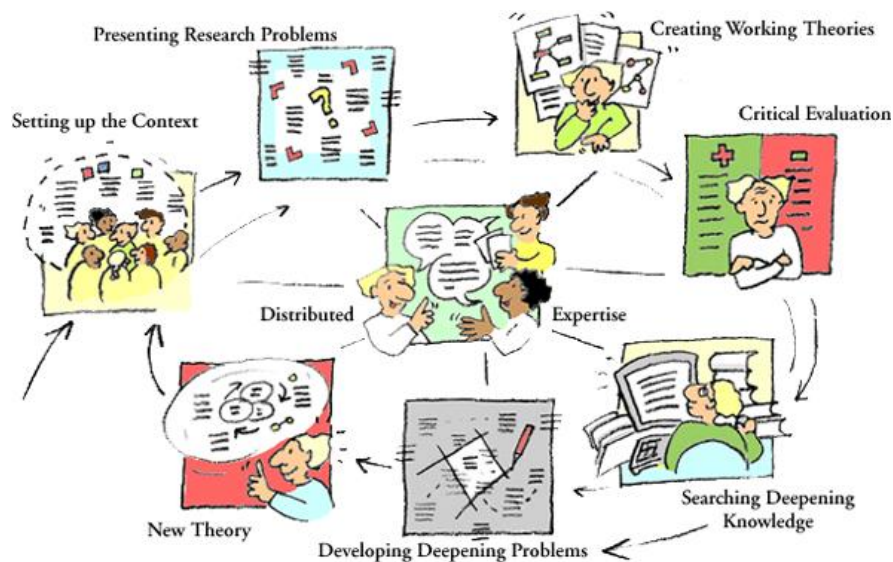 Presenting Research Problems
Creating Working Theories
Setting up the Context
Critical Evaluation
Distributed
Expertise
Searching Deepening
Knowledge
New Theory
Developing Deepening Problems